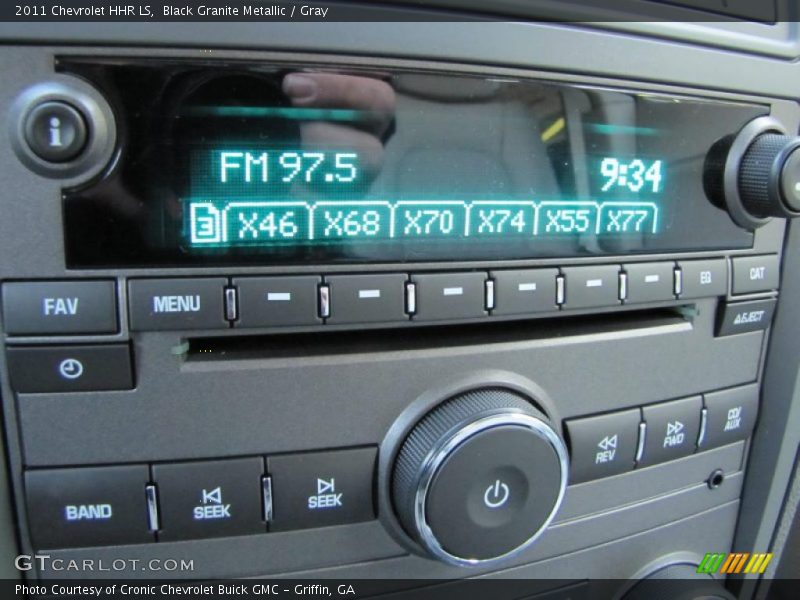 2011 Chevrolet HHR LS, Black Granite Metallic / Gray
i
FM 97.5 9:34
3 X46 X68 X70 X74 X55 X77
FAV MENU EQ CAT
EJECT
REV FWD CD/AUX
BAND SEEK SEEK
GTCARLOT.COM
Photo Courtesy of Cronic Chevrolet Buick GMC - Griffin, GA